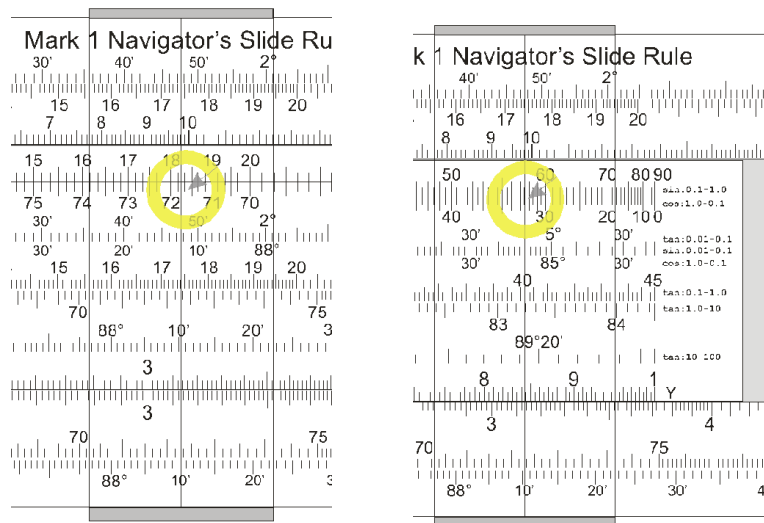 Mark 1 Navigator's Slide Ru
30' 40' 50' 2°
15 16 17 18 19 20
7 8 9 10
15 16 17 18 19 20
75 74 73 72 71 70
30' 40' 50' 2°
30' 20' 10' 88°
15 16 17 18 19 20
70 75
88° 10' 20' 3
3
3
70 75
88° 10' 20' 3
k 1 Navigator's Slide Rule
40' 50' 2°
16 17 18 19 20
8 9 10
50 60 70 80 90
sin:0.1-1.0
cos:1.0-0.1
40 30 20 10 0
30' 5° 30'
tan:0.01-0.1
sin:0.01-0.1
30' 85° 30'
cos:1.0-0.1
40 45
tan:0.1-1.0
tan:1.0-10
83 84
89°20'
tan:10-100
8 9 1
Y
3 4
70 75
88° 10' 20' 30' 4